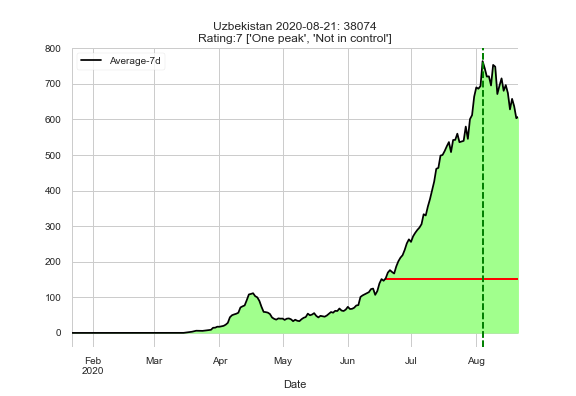 Uzbekistan 2020-08-21: 38074
Rating:7 ['One peak', 'Not in control']
Average-7d
800
700
600
500
400
300
200
100
0
Feb Mar Apr May Jun Jul Aug
2020
Date